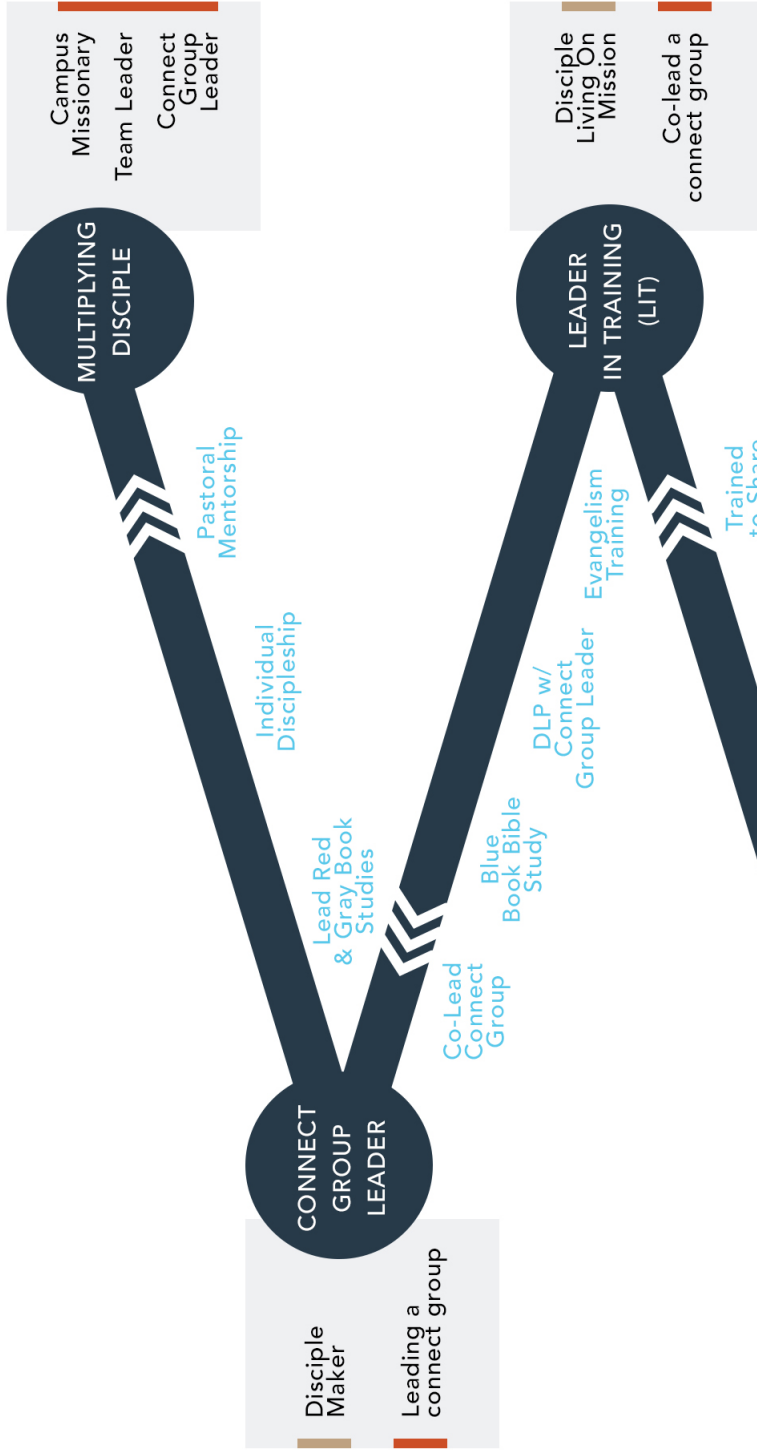 Campus
Missionary
Team Leader
Connect
Group
Leader
MULTIPLYING
DISCIPLE
Pastoral
Mentorship
Individual
Discipleship
Lead Red
& Gray Book
Studies
CONNECT
GROUP
LEADER
Disciple
Maker
Leading a
connect group
Co-Lead
Connect
Group
Blue
Book Bible
Study
DLP w/
Connect
Group Leader
Evangelism
Training
LEADER
IN TRAINING
(LIT)
Disciple
Living On
Mission
Co-lead a
connect group
Trained
to Share